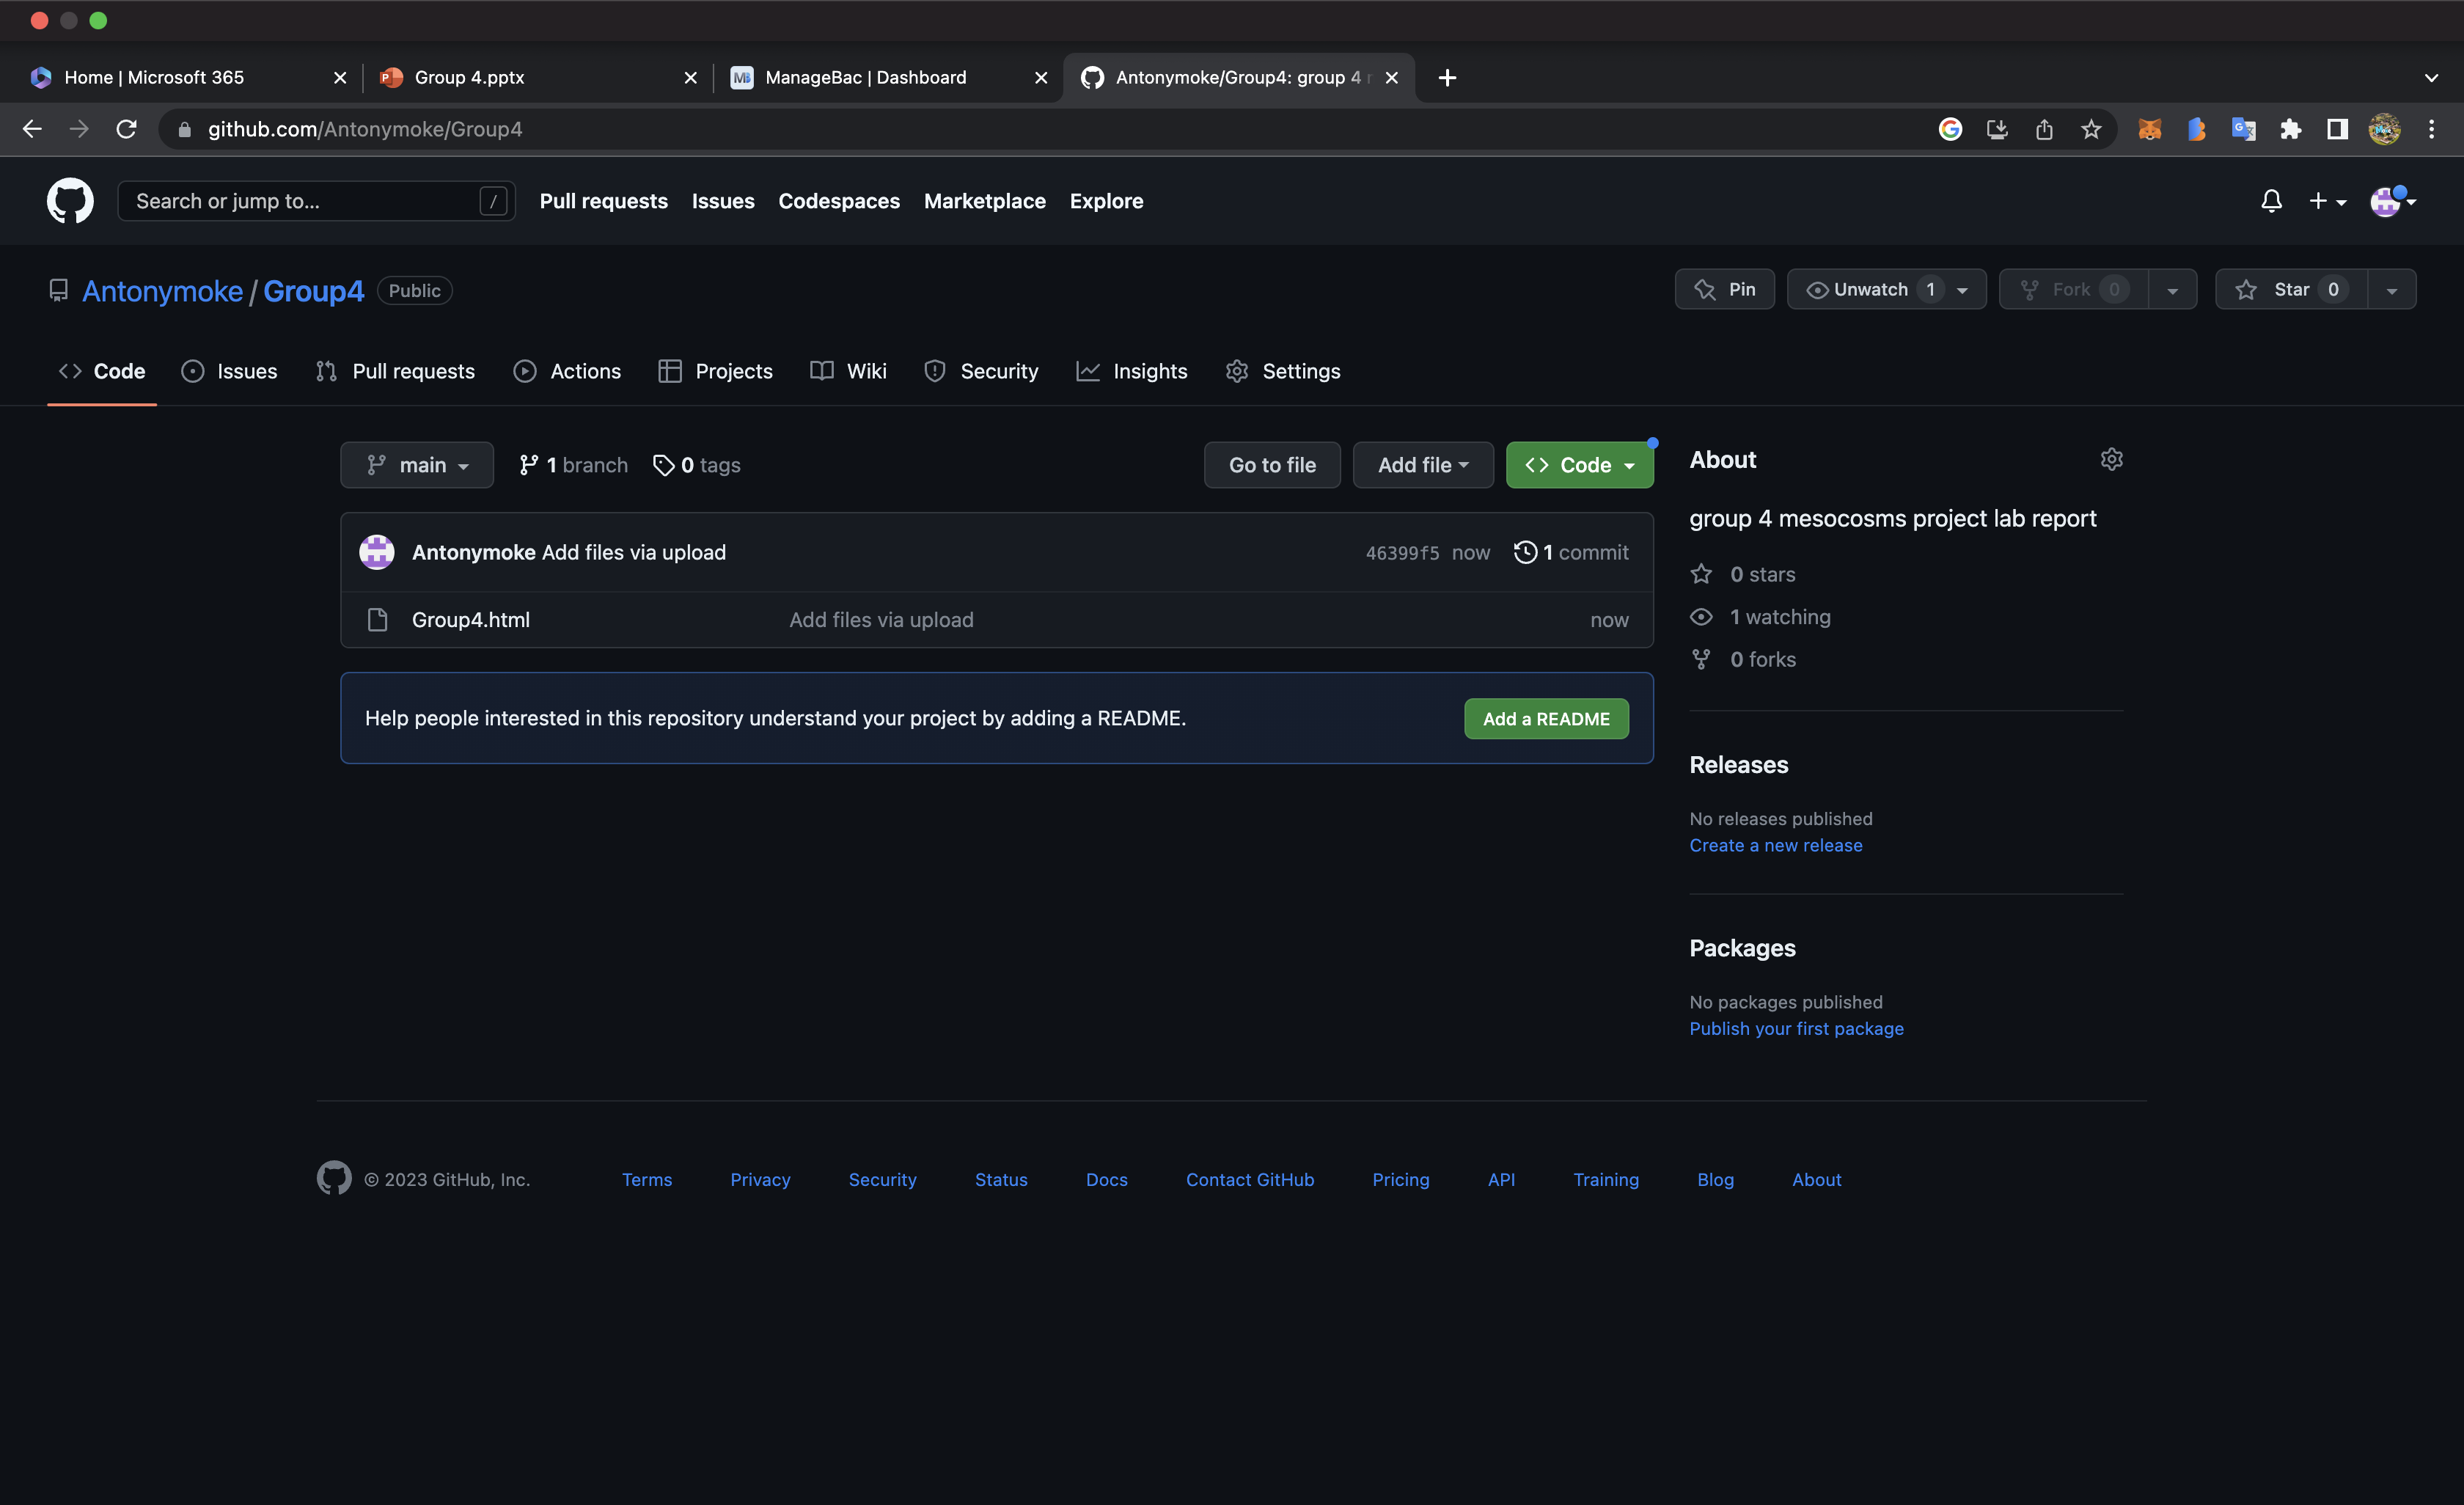 Home | Microsoft 365
Group 4.pptx
ManageBac | Dashboard
Antonymoke/Group4: group 4
github.com/Antonymoke/Group4
Search or jump to... /
Pull requests Issues Codespaces Marketplace Explore
Antonymoke / Group4 Public
Pin Unwatch 1 Fork 0 Star 0
Code Issues Pull requests Actions Projects Wiki Security Insights Settings
main 1 branch 0 tags Go to file Add file Code
Antonymoke Add files via upload 46399f5 now 1 commit
Group4.html Add files via upload now
Help people interested in this repository understand your project by adding a README. Add a README
About
group 4 mesocosms project lab report
0 stars
1 watching
0 forks
Releases
No releases published
Create a new release
Packages
No packages published
Publish your first package
© 2023 GitHub, Inc. Terms Privacy Security Status Docs Contact GitHub Pricing API Training Blog About